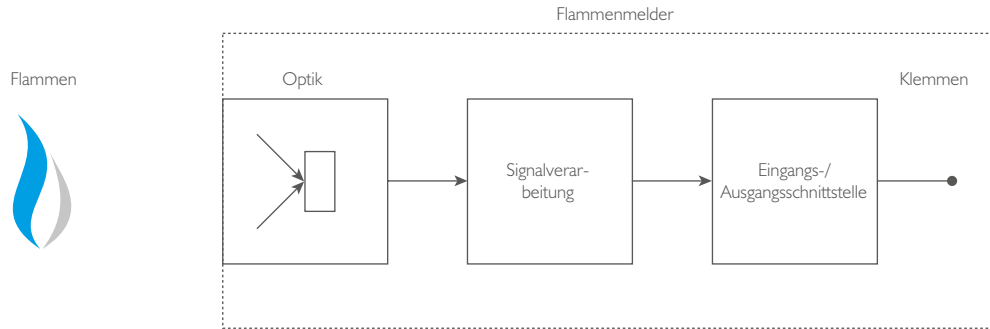 Flammenmelder
Flammen
Optik
Klemmen
Signalverar-
beitung
Eingangs-/
Ausgangsschnittstelle